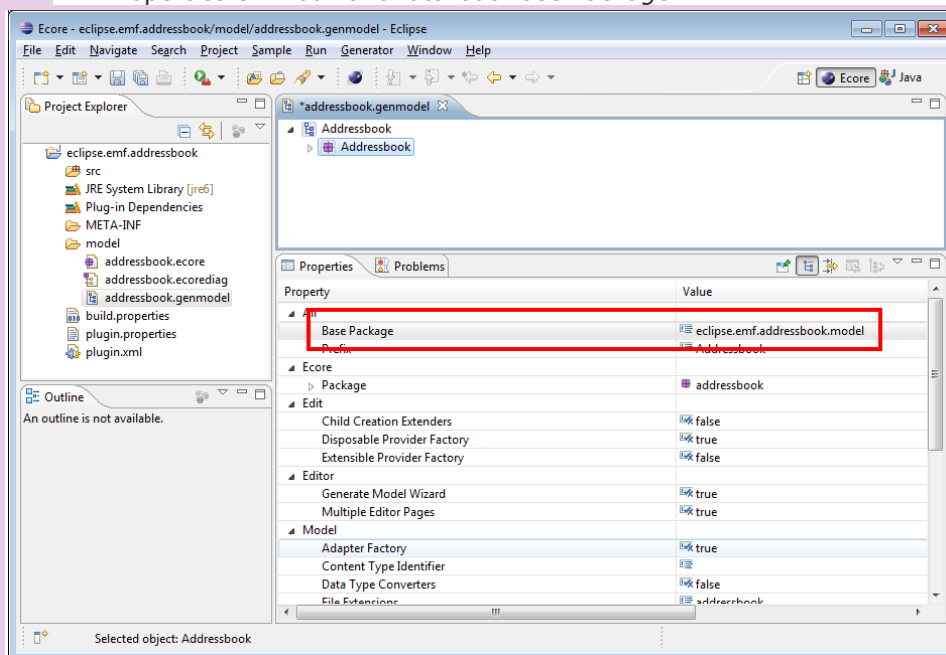 Ecore - eclipse.emf.addressbook/model/addressbook.genmodel - Eclipse
File Edit Navigate Search Project Sample Run Generator Window Help
Ecore Java
Project Explorer
eclipse.emf.addressbook
src
JRE System Library [jre6]
Plug-in Dependencies
META-INF
model
addressbook.ecore
addressbook.ecorediag
addressbook.genmodel
build.properties
plugin.properties
plugin.xml
Outline
An outline is not available.
*addressbook.genmodel
Addressbook
Addressbook
Properties Problems
Property Value
All
Base Package eclipse.emf.addressbook.model
Prefix Addressbook
Ecore
Package addressbook
Edit
Child Creation Extenders false
Disposable Provider Factory true
Extensible Provider Factory false
Editor
Generate Model Wizard true
Multiple Editor Pages true
Model
Adapter Factory true
Content Type Identifier
Data Type Converters false
File Extensions addressbook
Selected object: Addressbook